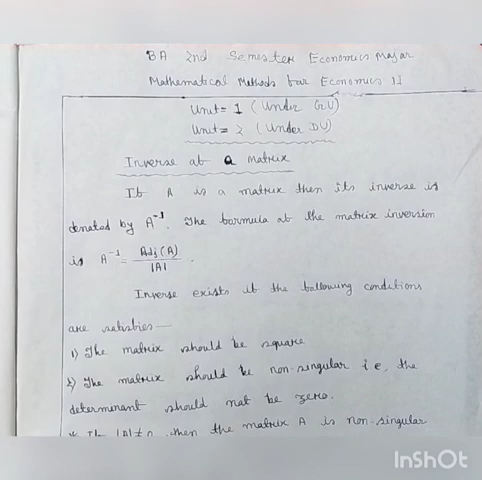 BA 2nd Semester Economics Major
Mathematical Methods for Economics II
Unit = 1 (Under GU)
Unit = 2 (Under DU)
Inverse of a Matrix
If A is a matrix then its inverse is
denoted by A⁻¹. The formula of the matrix inversion
is A⁻¹ = Adj(A) / |A| .
Inverse exists if the following conditions
are satisfies —
1) The matrix should be square
2) The matrix should be non-singular i.e, the
determinant should not be zero.
* If |A| ≠ 0, then the matrix A is non-singular
InShOt